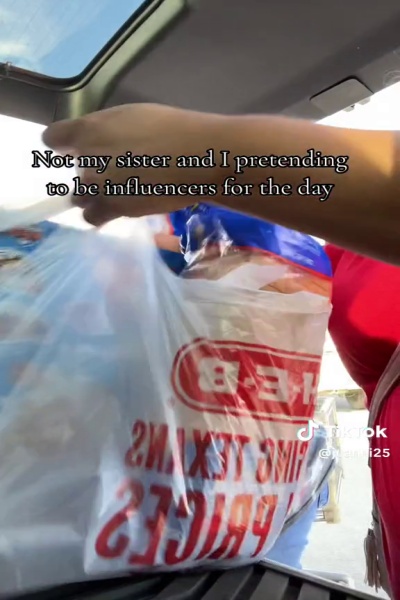 Not my sister and I pretending
to be influencers for the day
H-E-B
TEXANS
PRICES
TikTok